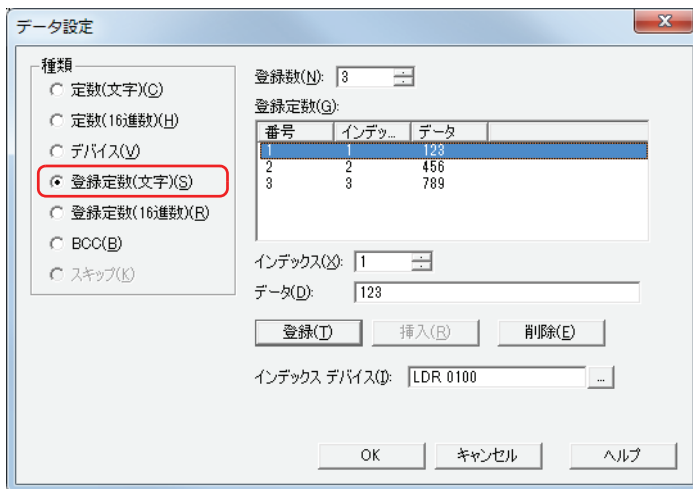 データ設定
種類
定数(文字)(C)
定数(16進数)(H)
デバイス(V)
登録定数(文字)(S)
登録定数(16進数)(R)
BCC(B)
スキップ(K)
登録数(N): 3
登録定数(G):
番号 インデッ... データ
1 1 123
2 2 456
3 3 789
インデックス(X): 1
データ(D): 123
登録(T) 挿入(R) 削除(E)
インデックス デバイス(I): LDR 0100 ...
OK キャンセル ヘルプ